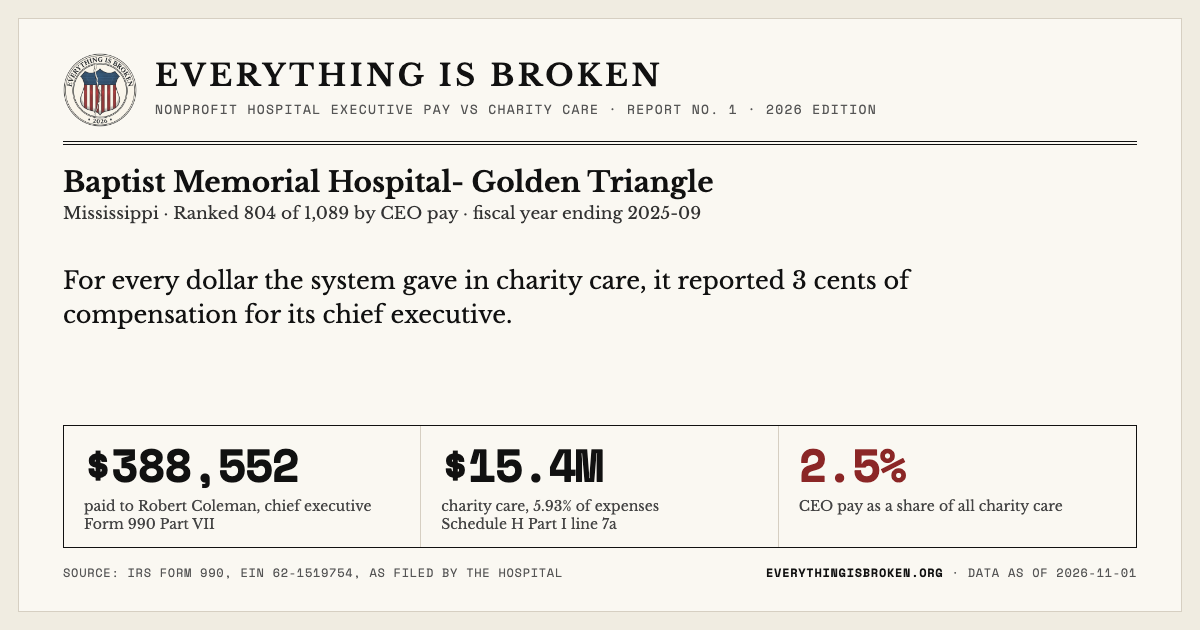 EVERYTHING IS BROKEN
2026
EVERYTHING IS BROKEN
NONPROFIT HOSPITAL EXECUTIVE PAY VS CHARITY CARE · REPORT NO. 1 · 2026 EDITION
Baptist Memorial Hospital- Golden Triangle
Mississippi · Ranked 804 of 1,089 by CEO pay · fiscal year ending 2025-09
For every dollar the system gave in charity care, it reported 3 cents of
compensation for its chief executive.
$388,552
paid to Robert Coleman, chief executive
Form 990 Part VII
$15.4M
charity care, 5.93% of expenses
Schedule H Part I line 7a
2.5%
CEO pay as a share of all charity care
SOURCE: IRS FORM 990, EIN 62-1519754, AS FILED BY THE HOSPITAL
EVERYTHINGISBROKEN.ORG · DATA AS OF 2026-11-01